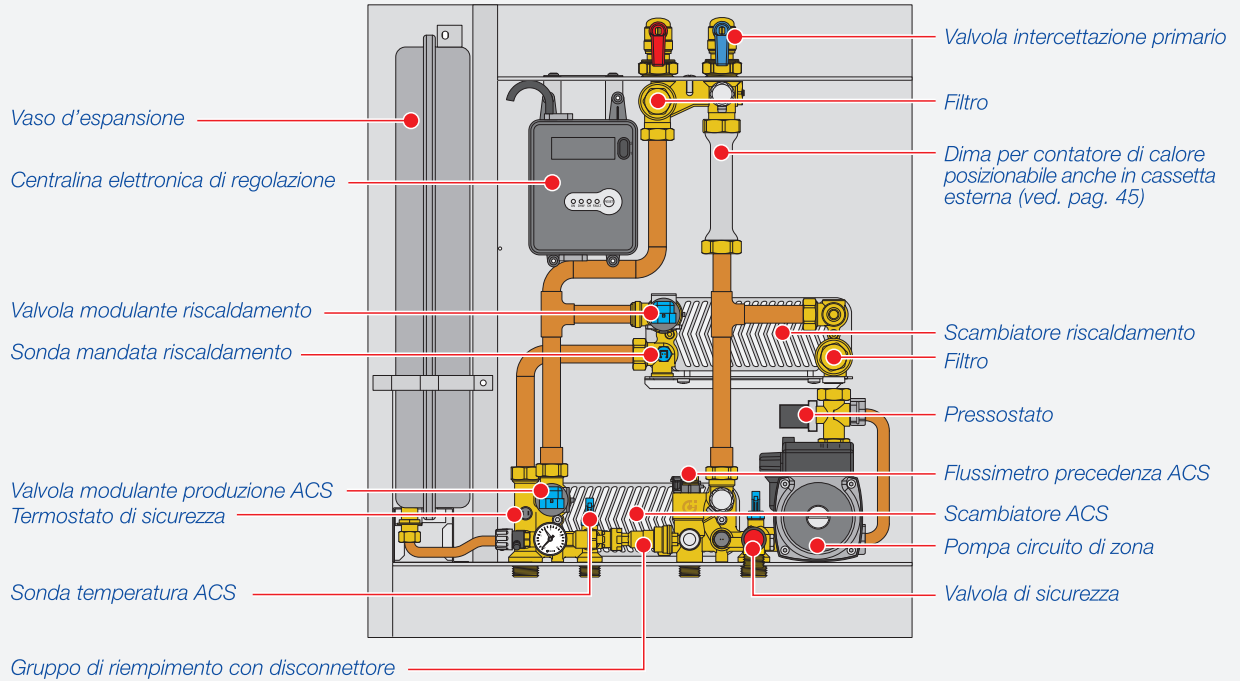 Valvola intercettazione primario
Filtro
Vaso d'espansione
Dima per contatore di calore
posizionabile anche in cassetta
esterna (ved. pag. 45)
Centralina elettronica di regolazione
Valvola modulante riscaldamento
Scambiatore riscaldamento
Sonda mandata riscaldamento
Filtro
Pressostato
Flussimetro precedenza ACS
Valvola modulante produzione ACS
Termostato di sicurezza
Scambiatore ACS
Pompa circuito di zona
Sonda temperatura ACS
Valvola di sicurezza
Gruppo di riempimento con disconnettore